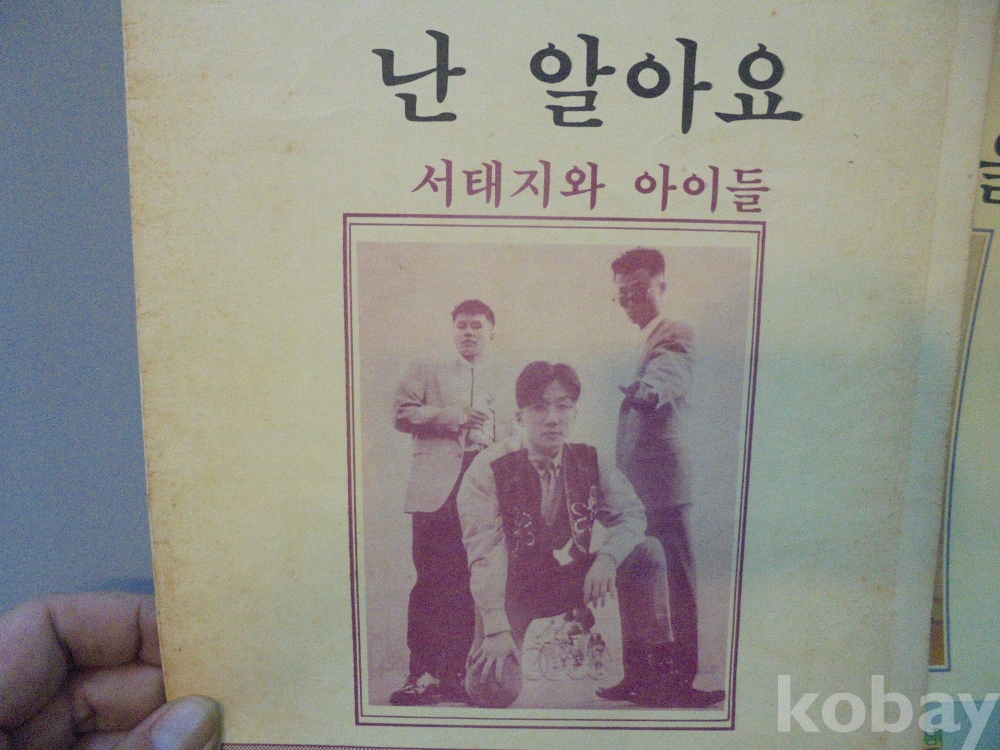 난 알아요
서태지와 아이들
kobay